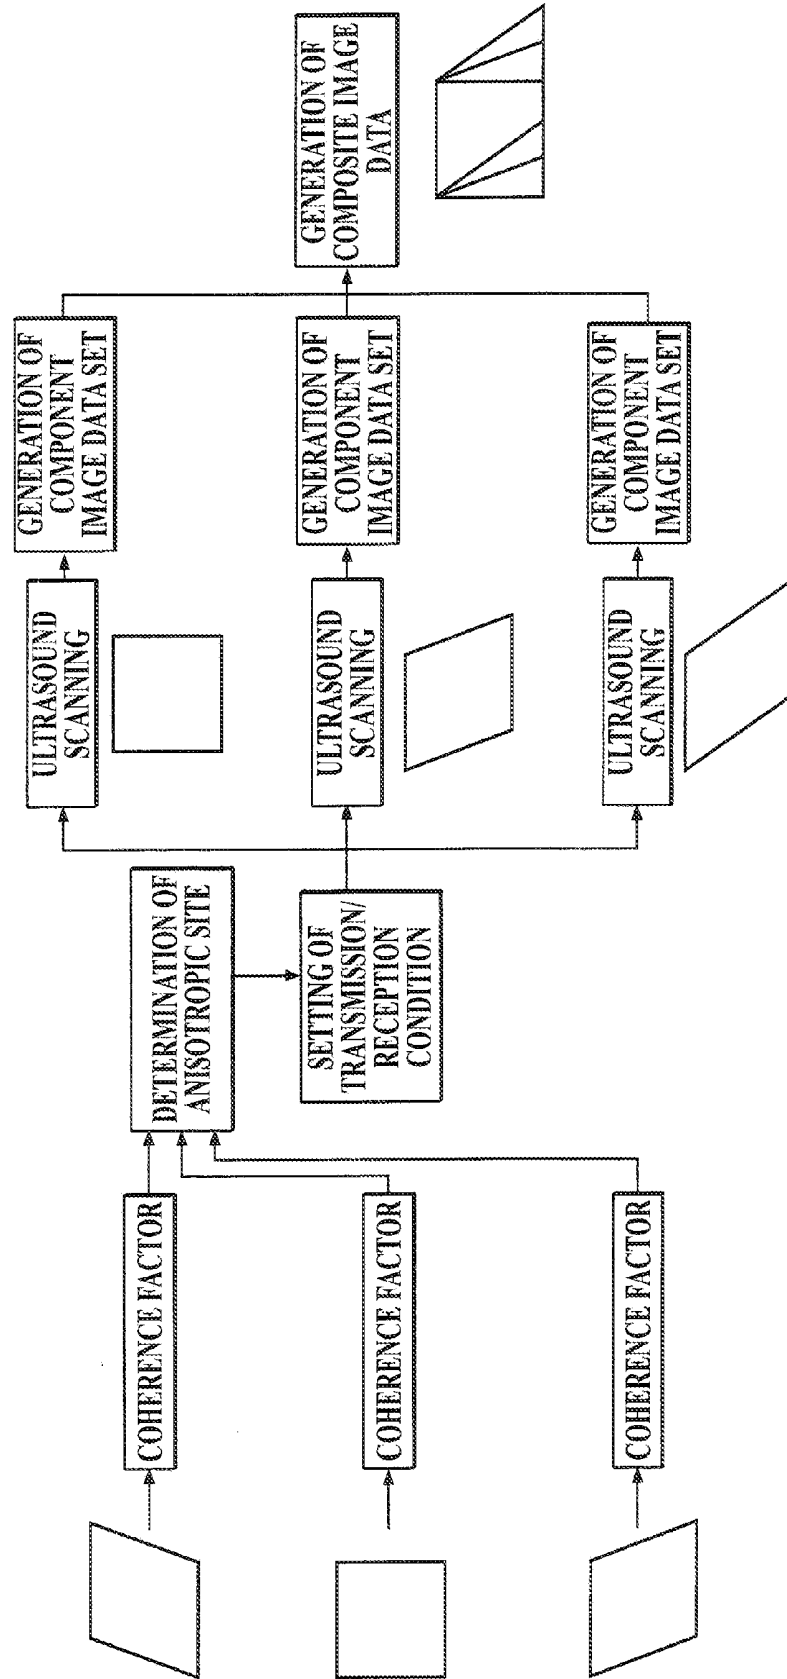 COHERENCE FACTOR
COHERENCE FACTOR
COHERENCE FACTOR
DETERMINATION OF
ANISOTROPIC SITE
SETTING OF
TRANSMISSION/
RECEPTION
CONDITION
ULTRASOUND
SCANNING
ULTRASOUND
SCANNING
ULTRASOUND
SCANNING
GENERATION OF
COMPONENT
IMAGE DATA SET
GENERATION OF
COMPONENT
IMAGE DATA SET
GENERATION OF
COMPONENT
IMAGE DATA SET
GENERATION OF
COMPOSITE IMAGE
DATA